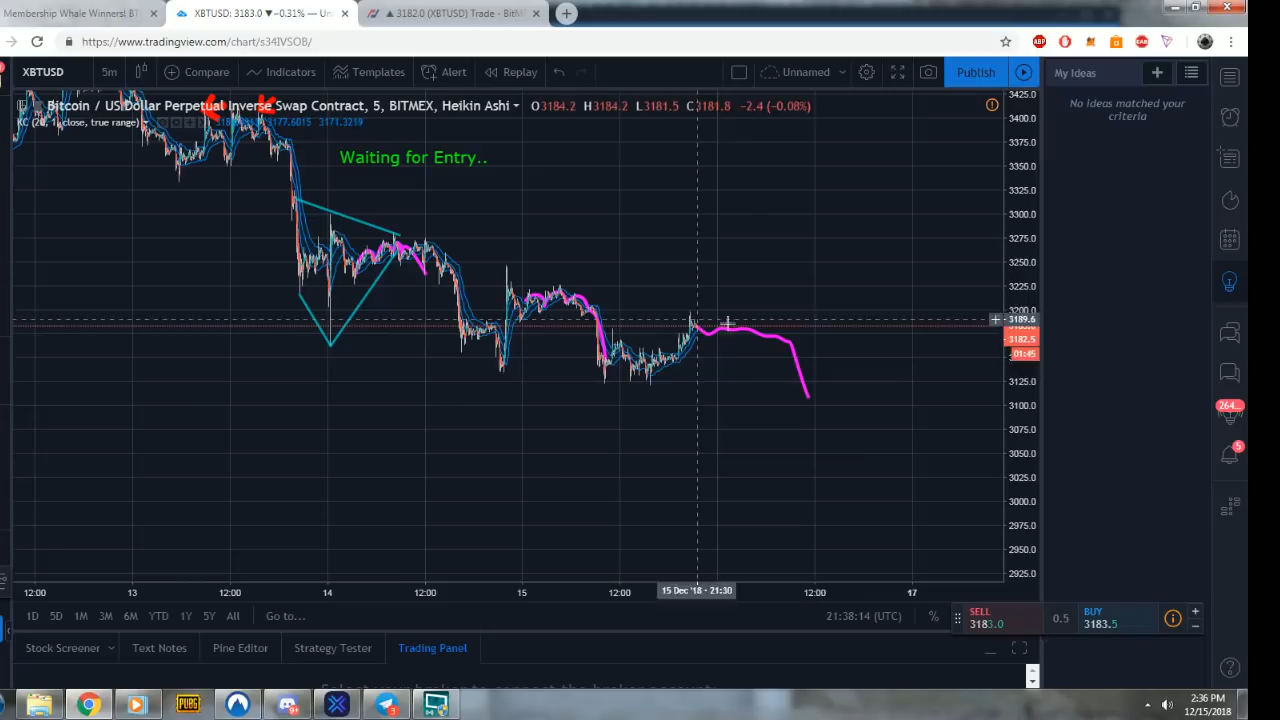 Membership Whale Winners! BT
XBTUSD: 3183.0 ▼ −0.31% — Un
▲ 3182.0 (XBTUSD) Trade - BitM
https://www.tradingview.com/chart/s34IVSOB/
XBTUSD
5m
Compare
Indicators
Templates
Alert
Replay
Unnamed
Publish
My Ideas
Bitcoin / US Dollar Perpetual Inverse Swap Contract, 5, BITMEX, Heikin Ashi
O3184.2 H3184.2 L3181.5 C3181.8 −2.4 (−0.08%)
close, true range)
3177.6015 3171.3219
No ideas matched your
criteria
Waiting for Entry..
3425.0
3400.0
3375.0
3350.0
3325.0
3300.0
3275.0
3250.0
3225.0
3200.0
3189.6
3182.5
01:45
3125.0
3100.0
3075.0
3050.0
3025.0
3000.0
2975.0
2950.0
2925.0
264...
5
12:00
13
12:00
14
12:00
15
12:00
15 Dec '18 - 21:30
12:00
17
1D 5D 1M 3M 6M YTD 1Y 5Y All
Go to...
21:38:14 (UTC)
%
SELL
3183.0
0.5
BUY
3183.5
Stock Screener
Text Notes
Pine Editor
Strategy Tester
Trading Panel
2:36 PM
12/15/2018